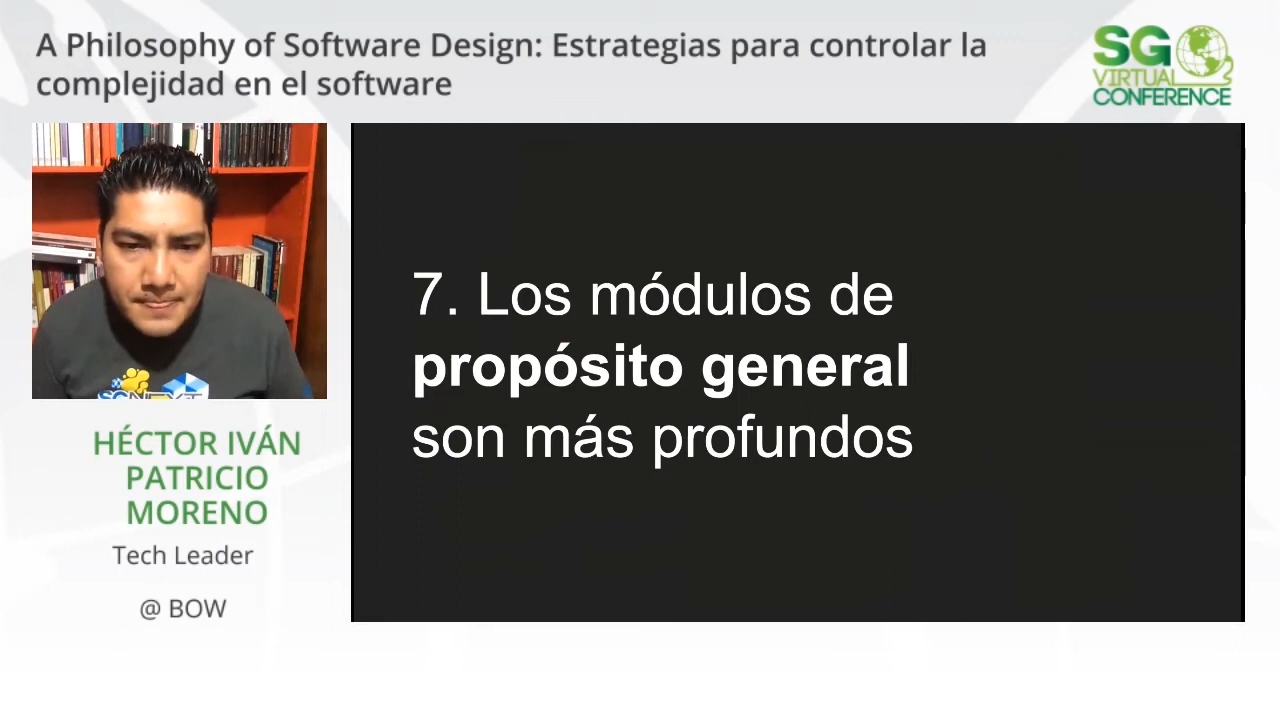 A Philosophy of Software Design: Estrategias para controlar la
complejidad en el software
SG
VIRTUAL
CONFERENCE
7. Los módulos de
propósito general
son más profundos
SGNEXT
HÉCTOR IVÁN
PATRICIO
MORENO
Tech Leader
@ BOW